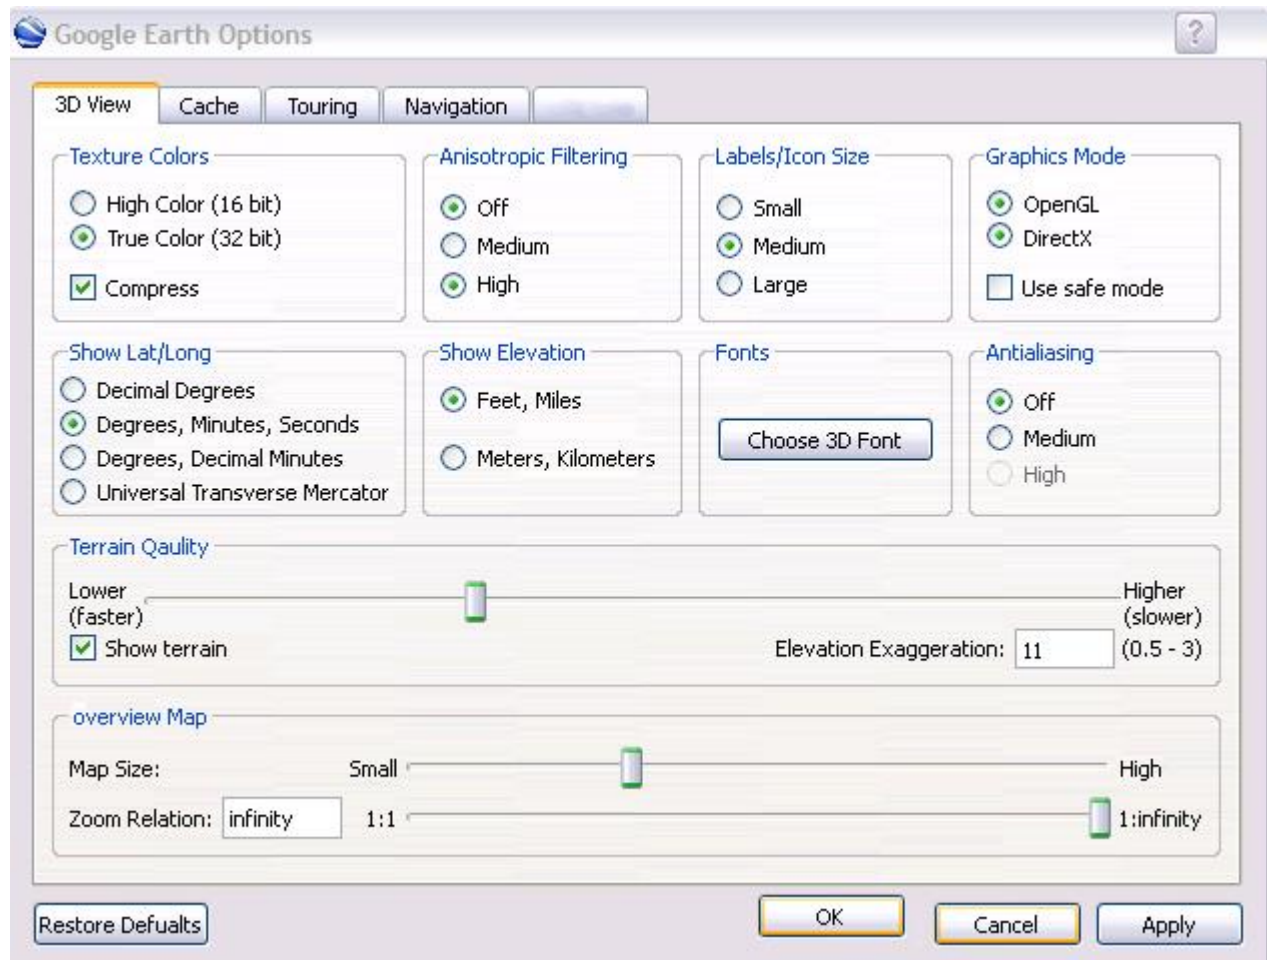 Google Earth Options
?
3D View Cache Touring Navigation
Texture Colors
High Color (16 bit)
True Color (32 bit)
Compress
Anisotropic Filtering
Off
Medium
High
Labels/Icon Size
Small
Medium
Large
Graphics Mode
OpenGL
DirectX
Use safe mode
Show Lat/Long
Decimal Degrees
Degrees, Minutes, Seconds
Degrees, Decimal Minutes
Universal Transverse Mercator
Show Elevation
Feet, Miles
Meters, Kilometers
Fonts
Choose 3D Font
Antialiasing
Off
Medium
High
Terrain Qaulity
Lower
(faster)
Higher
(slower)
Show terrain
Elevation Exaggeration: 11 (0.5 - 3)
overview Map
Map Size: Small High
Zoom Relation: infinity 1:1 1:infinity
Restore Defualts OK Cancel Apply